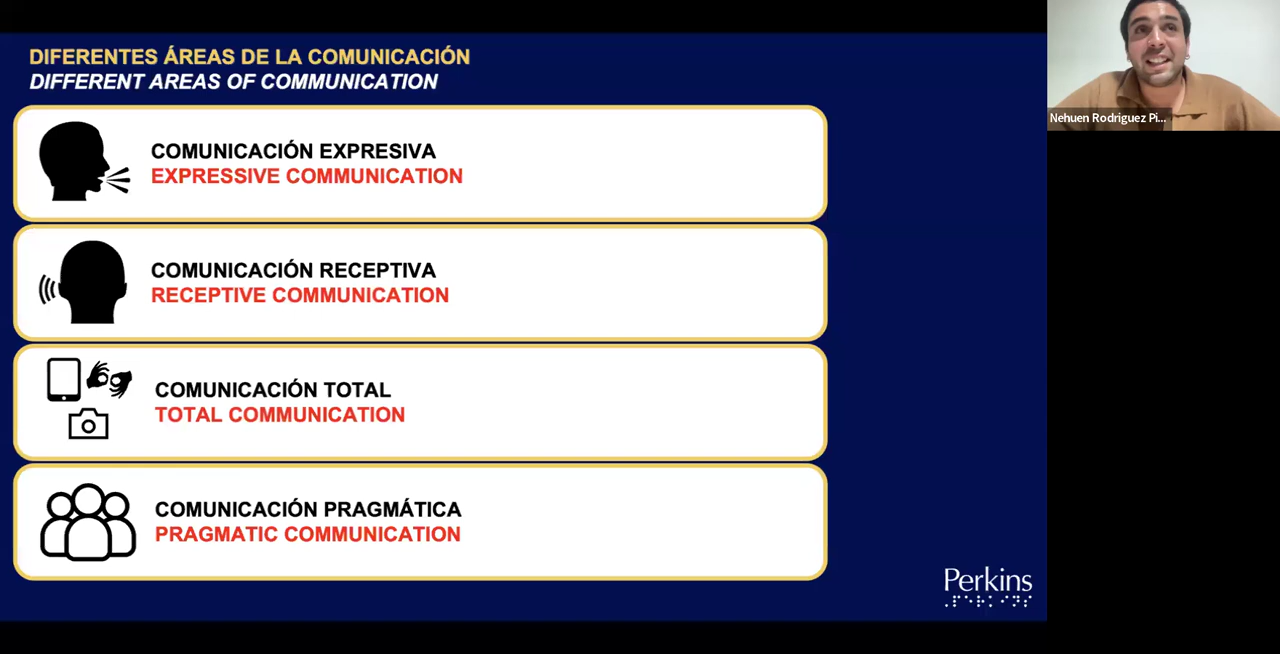 DIFERENTES ÁREAS DE LA COMUNICACIÓN
DIFFERENT AREAS OF COMMUNICATION
COMUNICACIÓN EXPRESIVA
EXPRESSIVE COMMUNICATION
COMUNICACIÓN RECEPTIVA
RECEPTIVE COMMUNICATION
COMUNICACIÓN TOTAL
TOTAL COMMUNICATION
COMUNICACIÓN PRAGMÁTICA
PRAGMATIC COMMUNICATION
Perkins
⠠⠏⠑⠗⠅⠊⠝⠎
Nehuen Rodriguez Pi...